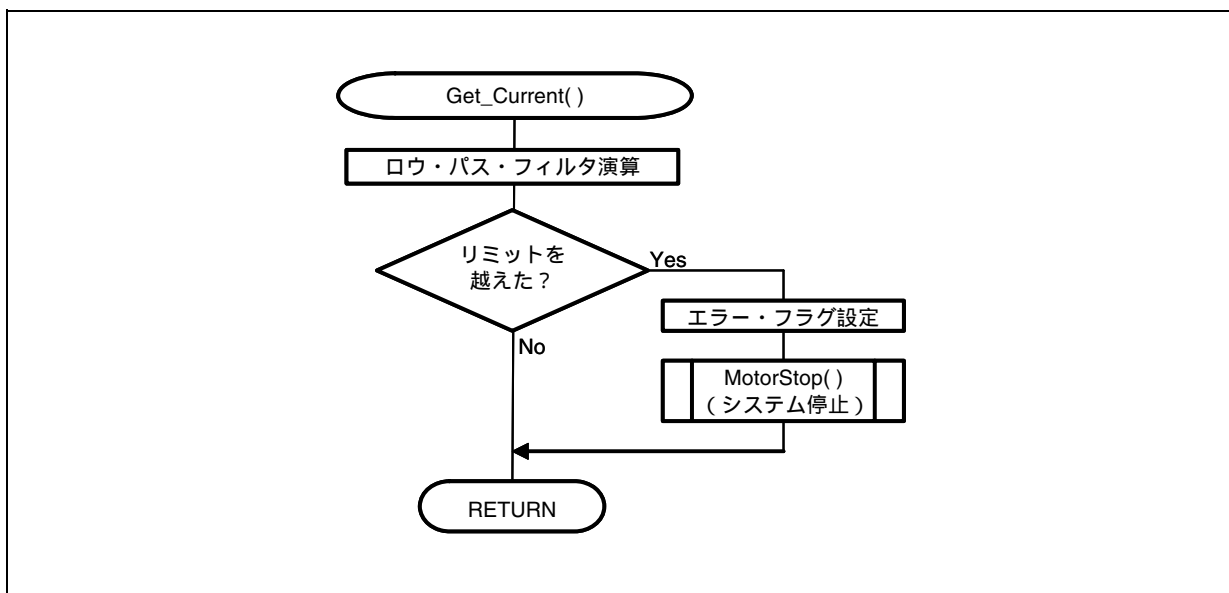 Get_Current( )
ロウ・パス・フィルタ演算
リミットを
越えた？
Yes
エラー・フラグ設定
No
MotorStop( )
（システム停止）
RETURN